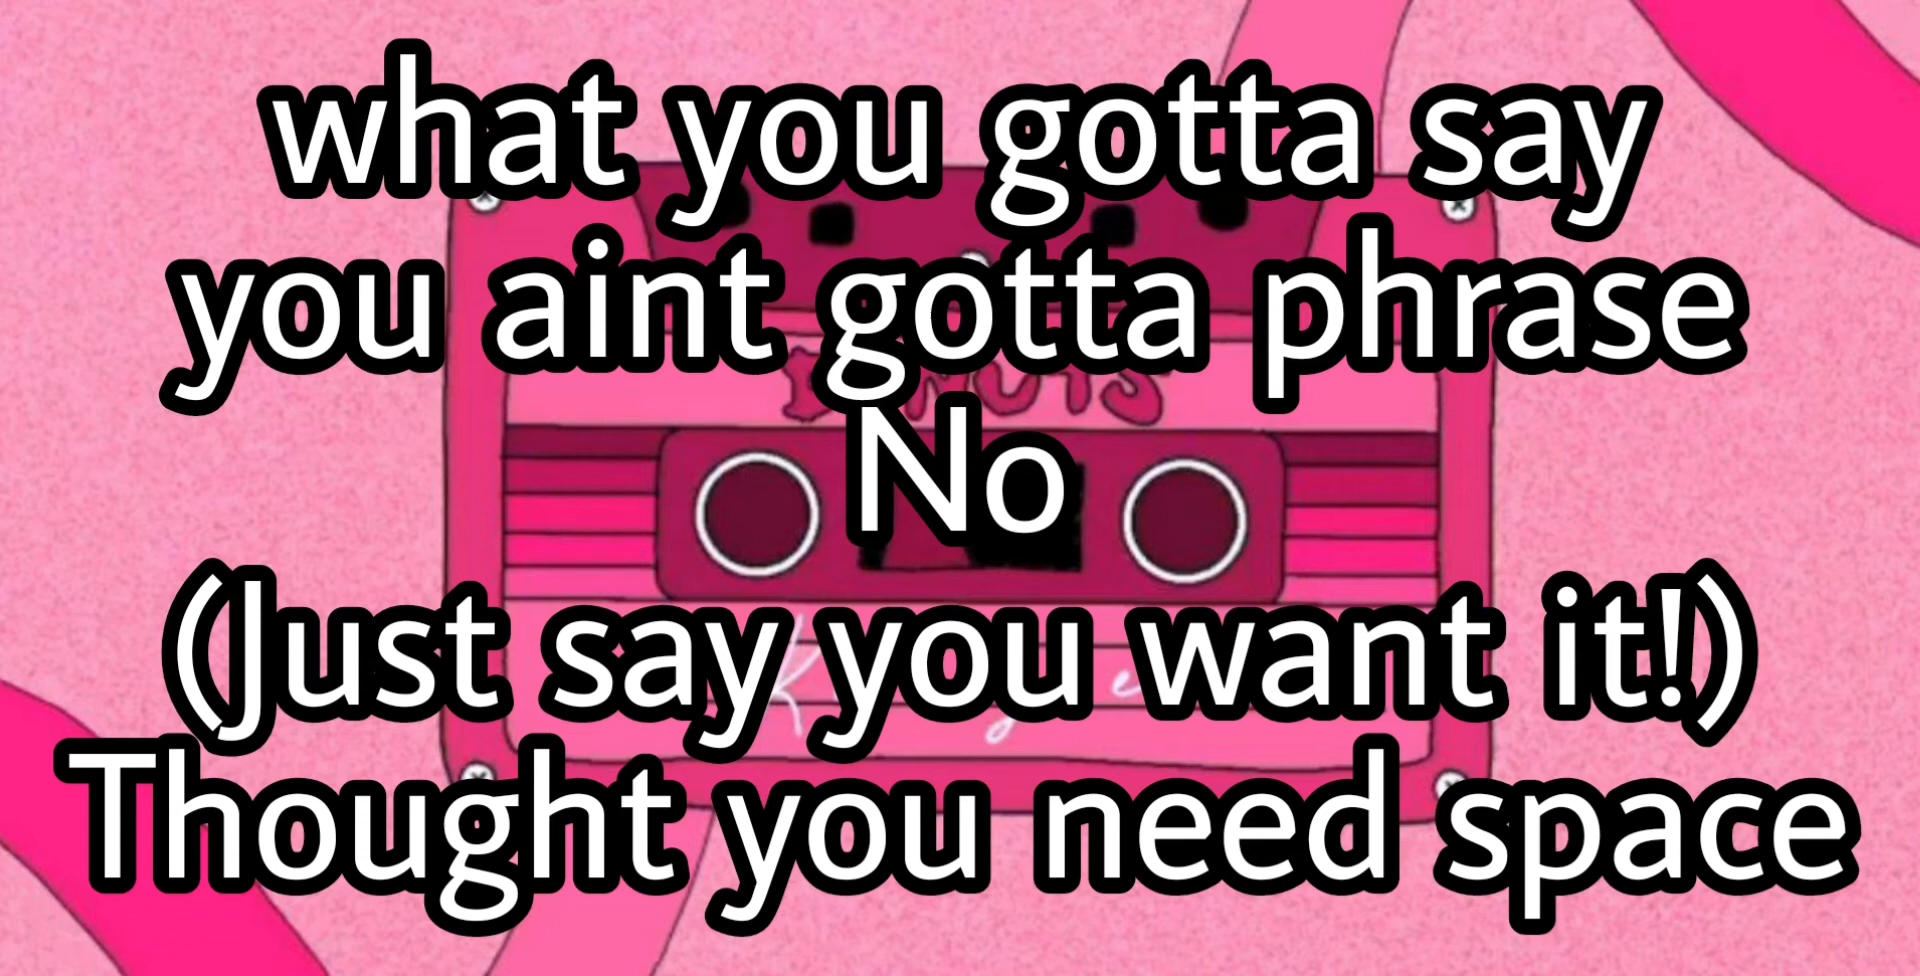 what you gotta say
you aint gotta phrase
No
(Just say you want it!)
Thought you need space